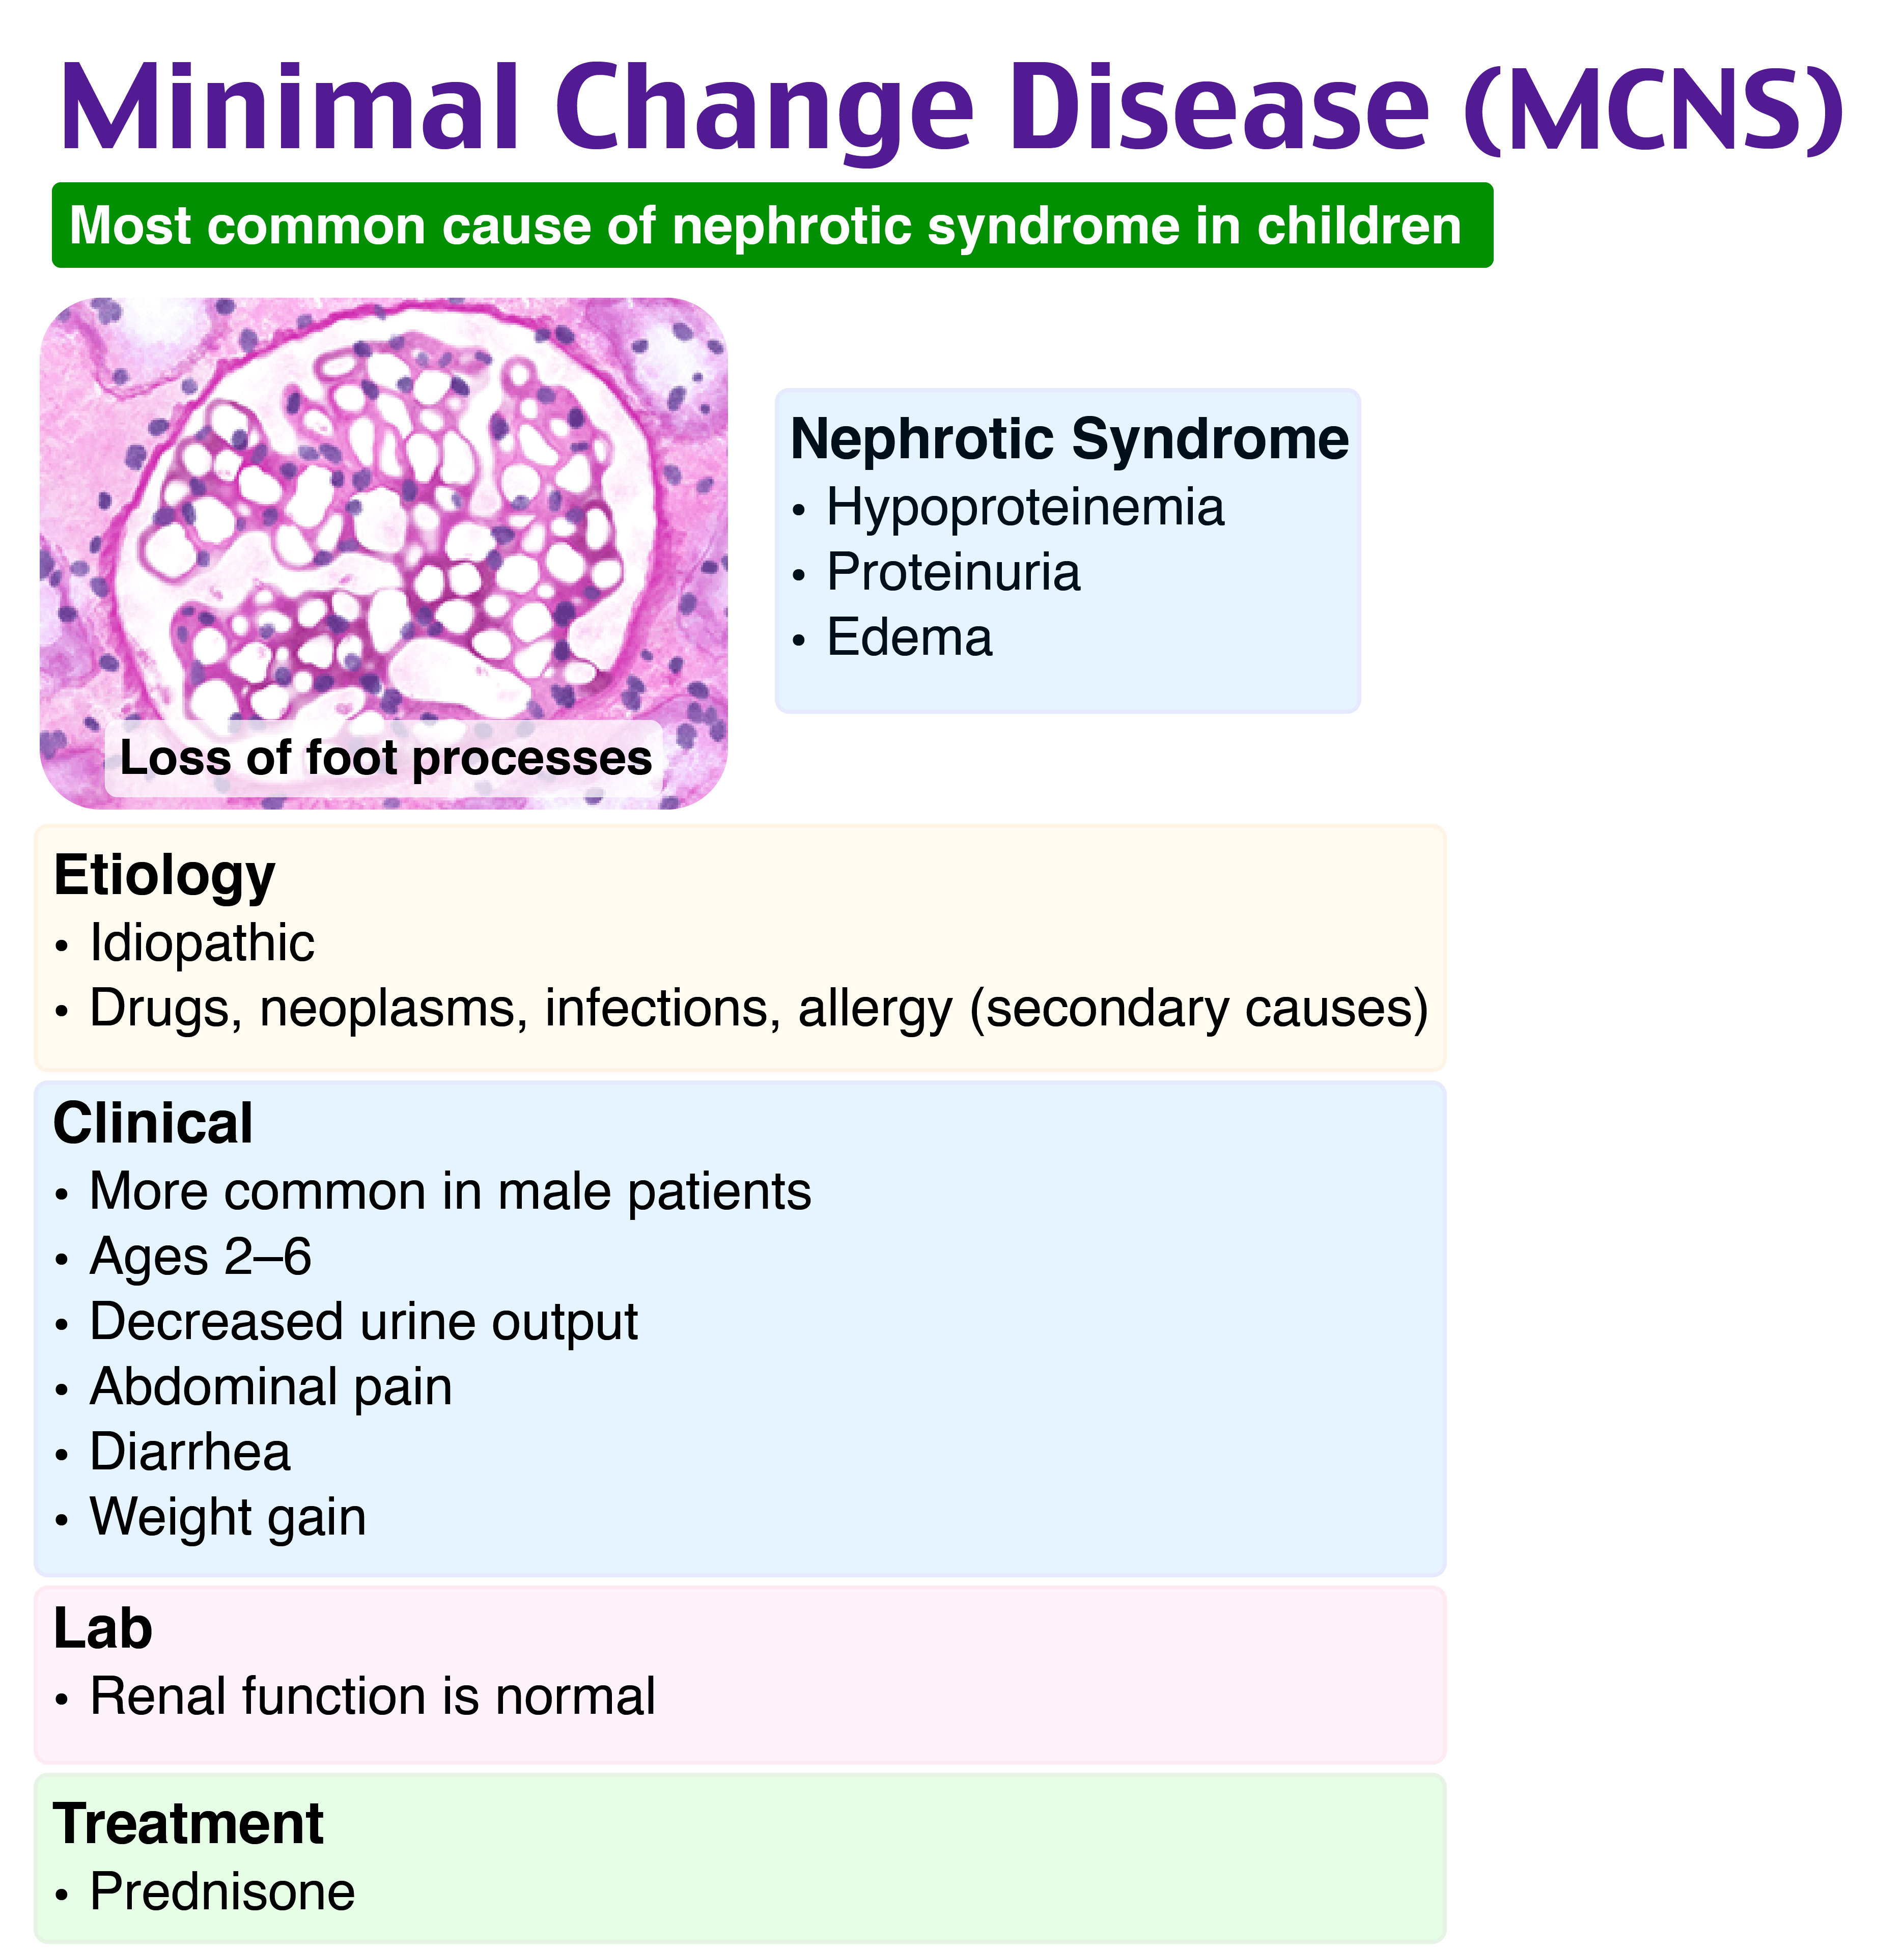 Minimal Change Disease (MCNS)
Most common cause of nephrotic syndrome in children
Loss of foot processes
Nephrotic Syndrome
• Hypoproteinemia
• Proteinuria
• Edema
Etiology
• Idiopathic
• Drugs, neoplasms, infections, allergy (secondary causes)
Clinical
• More common in male patients
• Ages 2–6
• Decreased urine output
• Abdominal pain
• Diarrhea
• Weight gain
Lab
• Renal function is normal
Treatment
• Prednisone